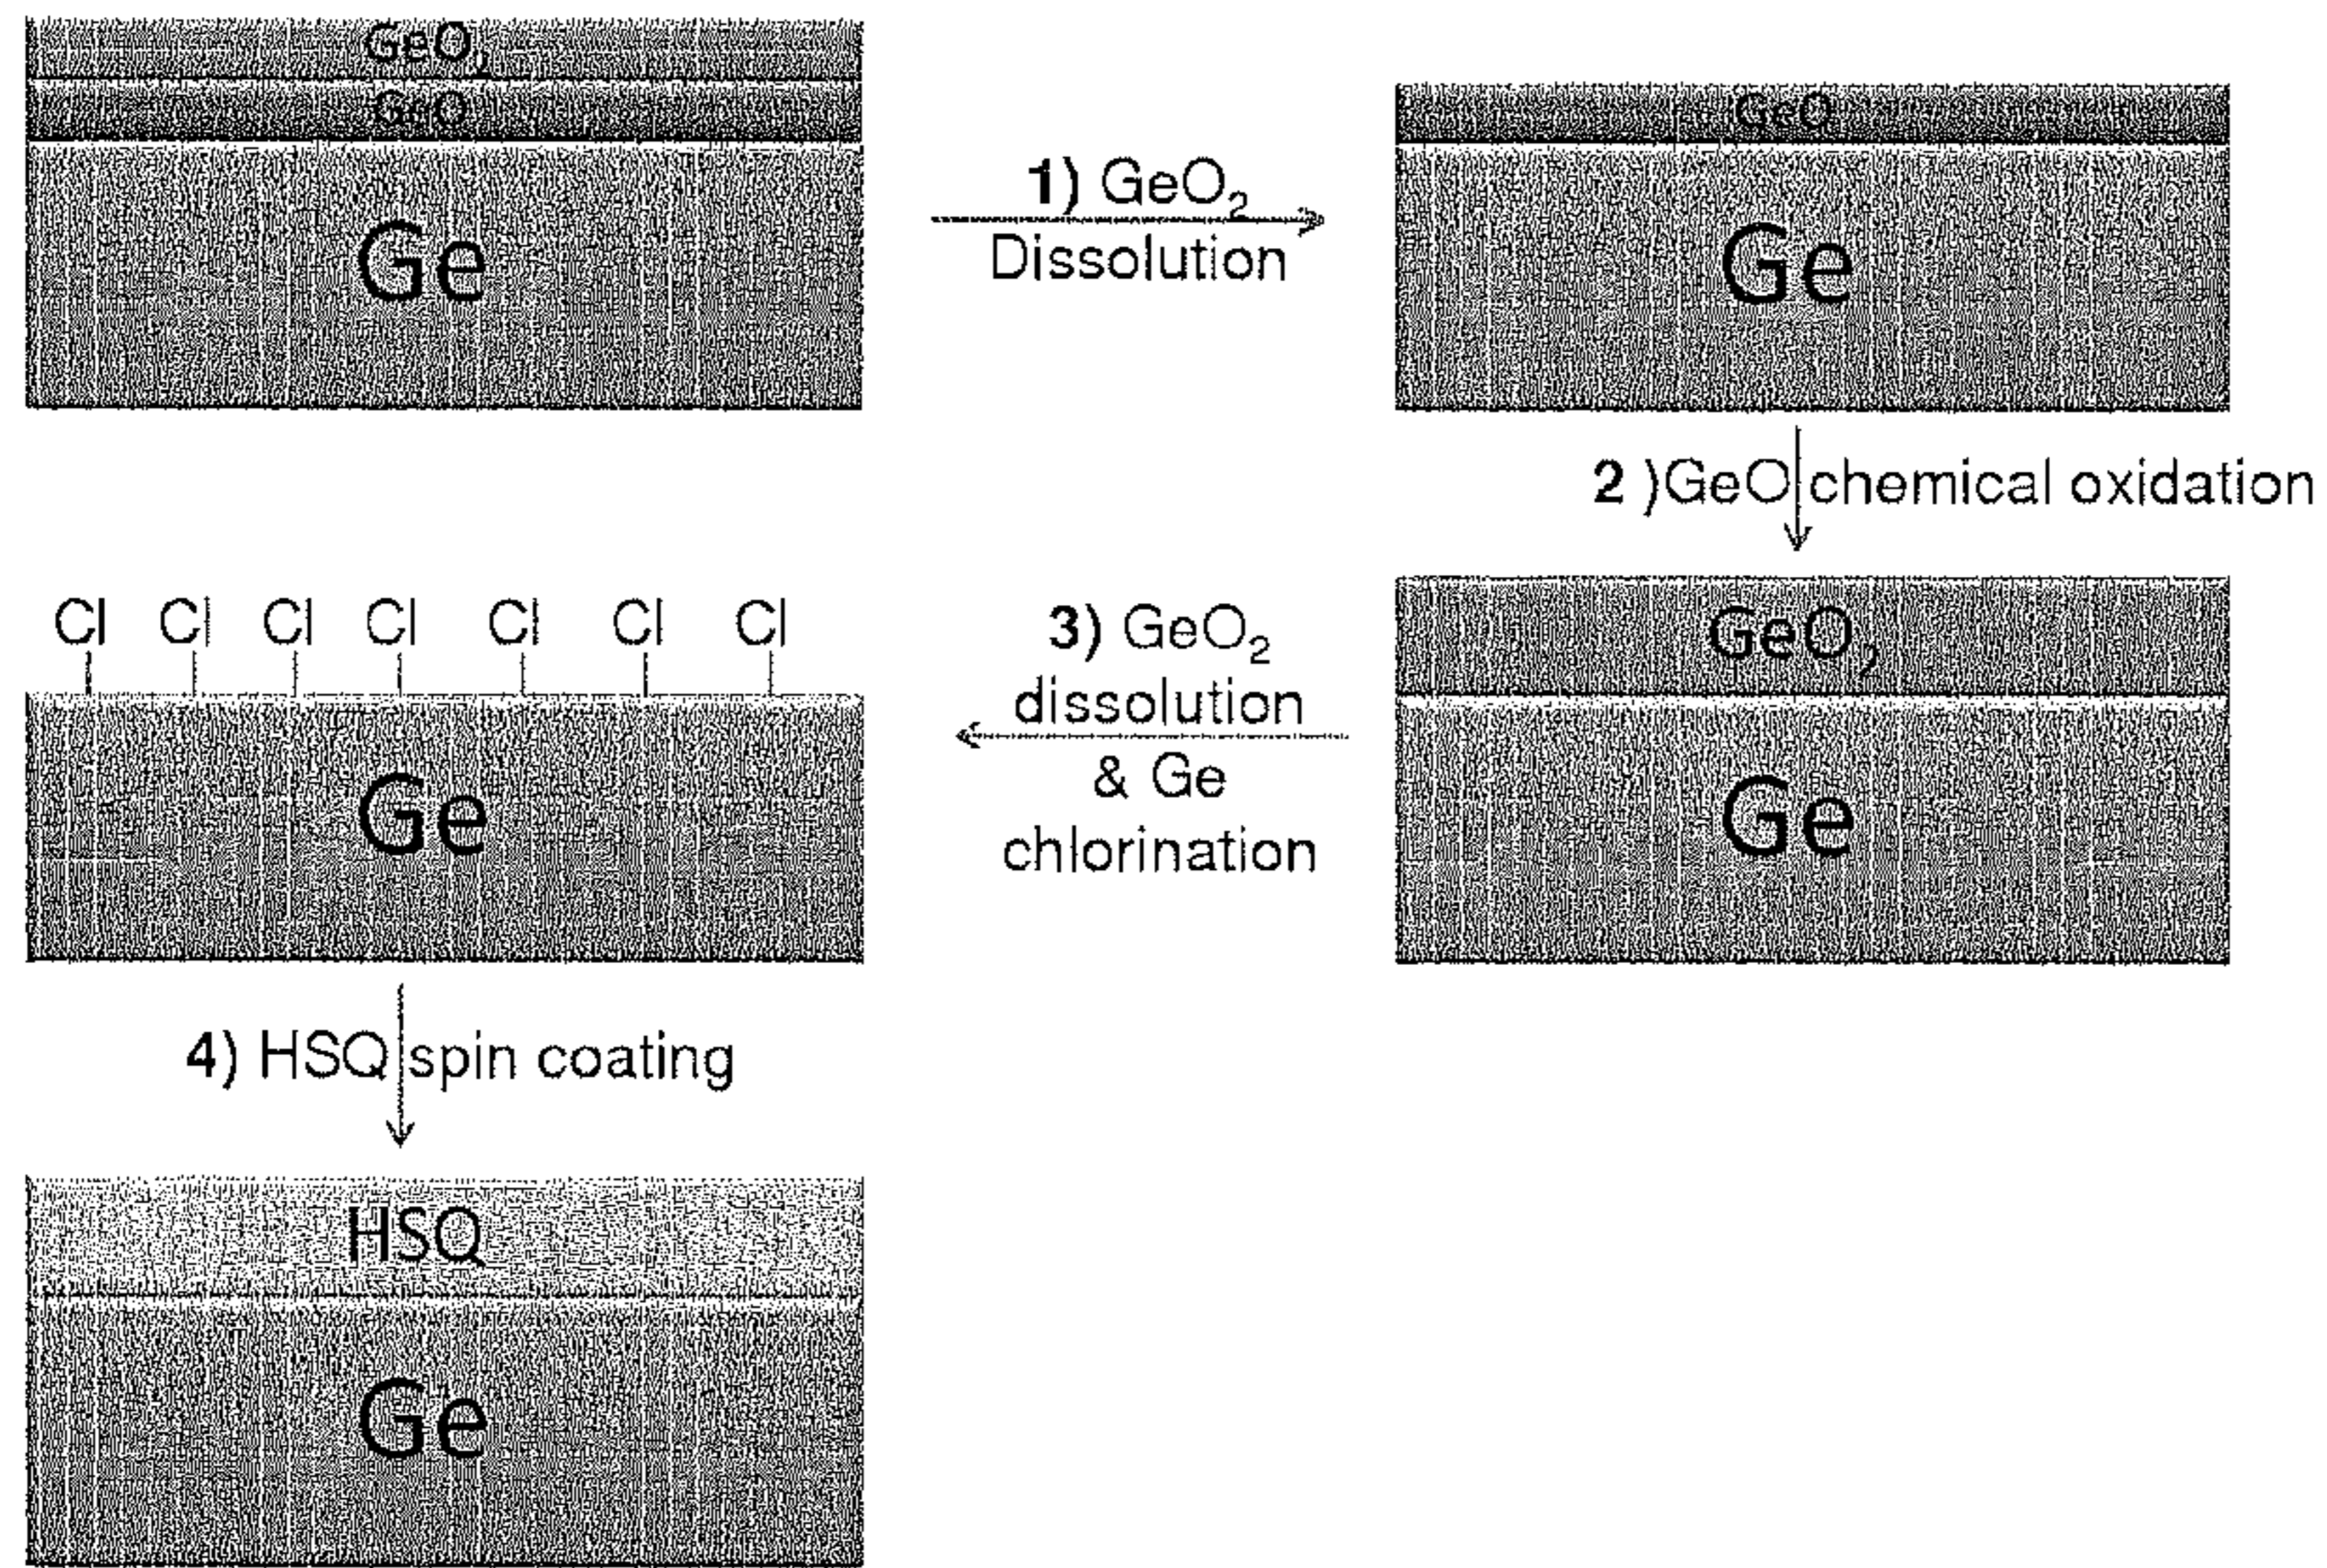 GeO₂
GeO
Ge
1) GeO₂
Dissolution
GeO
Ge
2 )GeO chemical oxidation
GeO₂
Ge
3) GeO₂
dissolution
& Ge
chlorination
Cl Cl Cl Cl Cl Cl Cl
Ge
4) HSQ spin coating
HSQ
Ge